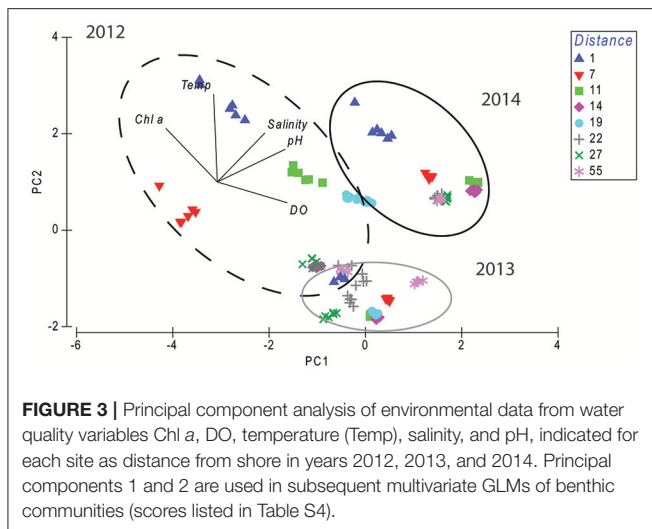 2012
2014
2013
Temp
Chl a
Salinity
pH
DO
4
2
0
-2
PC2
-6
-4
-2
0
2
4
PC1
Distance
1
7
11
14
19
22
27
55
FIGURE 3 | Principal component analysis of environmental data from water
quality variables Chl a, DO, temperature (Temp), salinity, and pH, indicated for
each site as distance from shore in years 2012, 2013, and 2014. Principal
components 1 and 2 are used in subsequent multivariate GLMs of benthic
communities (scores listed in Table S4).